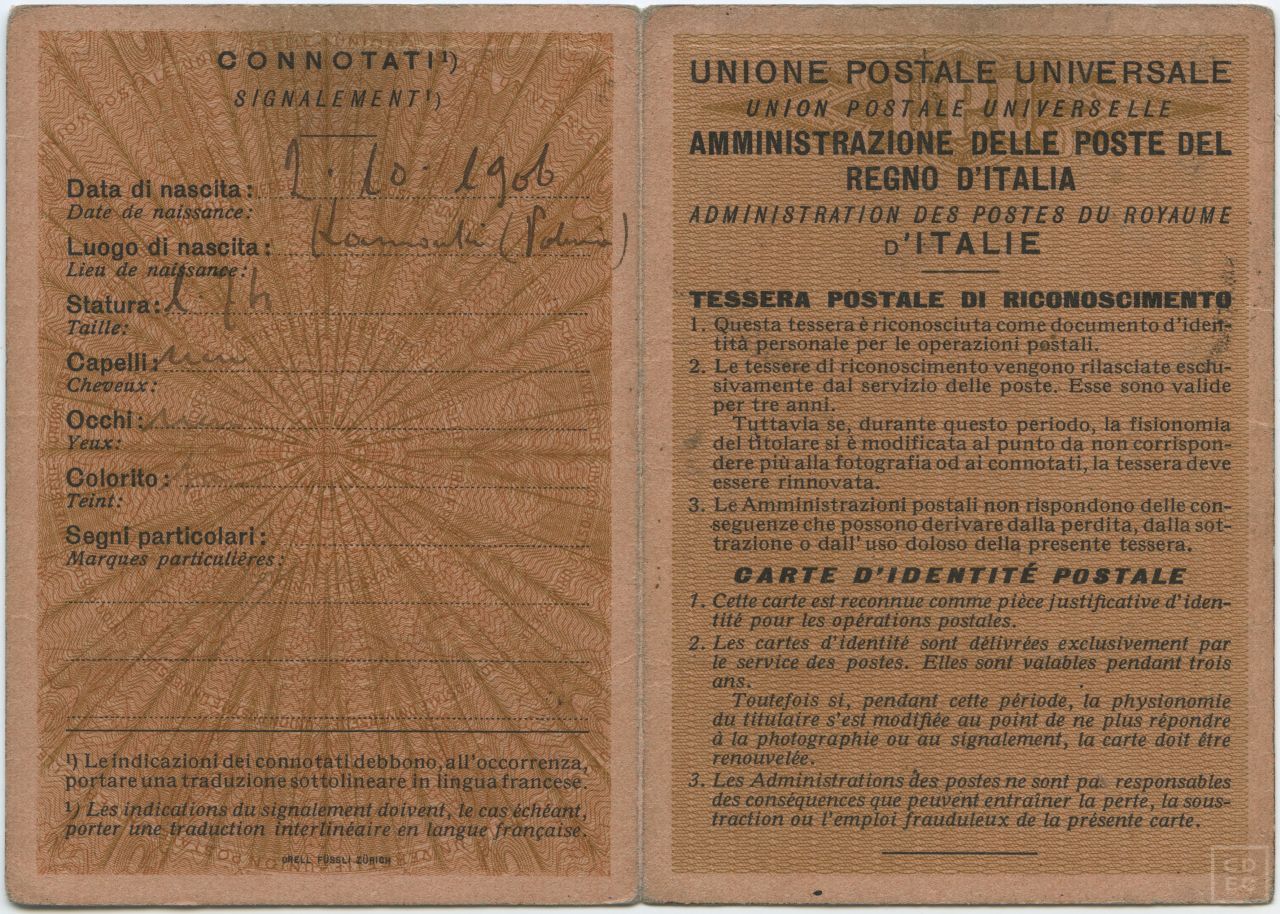 CONNOTATI¹)
SIGNALEMENT¹)
Data di nascita: 2.10.1906
Date de naissance:
Luogo di nascita:
Lieu de naissance:
Statura: 1.74
Taille:
Capelli: neri
Cheveux:
Occhi: neri
Yeux:
Colorito:
Teint:
Segni particolari:
Marques particulières:
¹) Le indicazioni dei connotati debbono, all'occorrenza,
portare una traduzione sottolineare in lingua francese.
¹) Les indications du signalement doivent, le cas échéant,
porter une traduction interlinéaire en langue française.
ORELL FÜSSLI ZÜRICH
UNIONE POSTALE UNIVERSALE
UNION POSTALE UNIVERSELLE
AMMINISTRAZIONE DELLE POSTE DEL
REGNO D'ITALIA
ADMINISTRATION DES POSTES DU ROYAUME
D'ITALIE
TESSERA POSTALE DI RICONOSCIMENTO
1. Questa tessera è riconosciuta come documento d'iden-
tità personale per le operazioni postali.
2. Le tessere di riconoscimento vengono rilasciate esclu-
sivamente dal servizio delle poste. Esse sono valide
per tre anni.
Tuttavia se, durante questo periodo, la fisionomia
del titolare si è modificata al punto da non corrispon-
dere più alla fotografia od ai connotati, la tessera deve
essere rinnovata.
3. Le Amministrazioni postali non rispondono delle con-
seguenze che possono derivare dalla perdita, dalla sot-
trazione o dall'uso doloso della presente tessera.
CARTE D'IDENTITÉ POSTALE
1. Cette carte est reconnue comme pièce justificative d'iden-
tité pour les opérations postales.
2. Les cartes d'identité sont délivrées exclusivement par
le service des postes. Elles sont valables pendant trois
ans.
Toutefois si, pendant cette période, la physionomie
du titulaire s'est modifiée au point de ne plus répondre
à la photographie ou au signalement, la carte doit être
renouvelée.
3. Les Administrations des postes ne sont pas responsables
des conséquences que peuvent entraîner la perte, la sous-
traction ou l'emploi frauduleux de la présente carte.
CD
EC